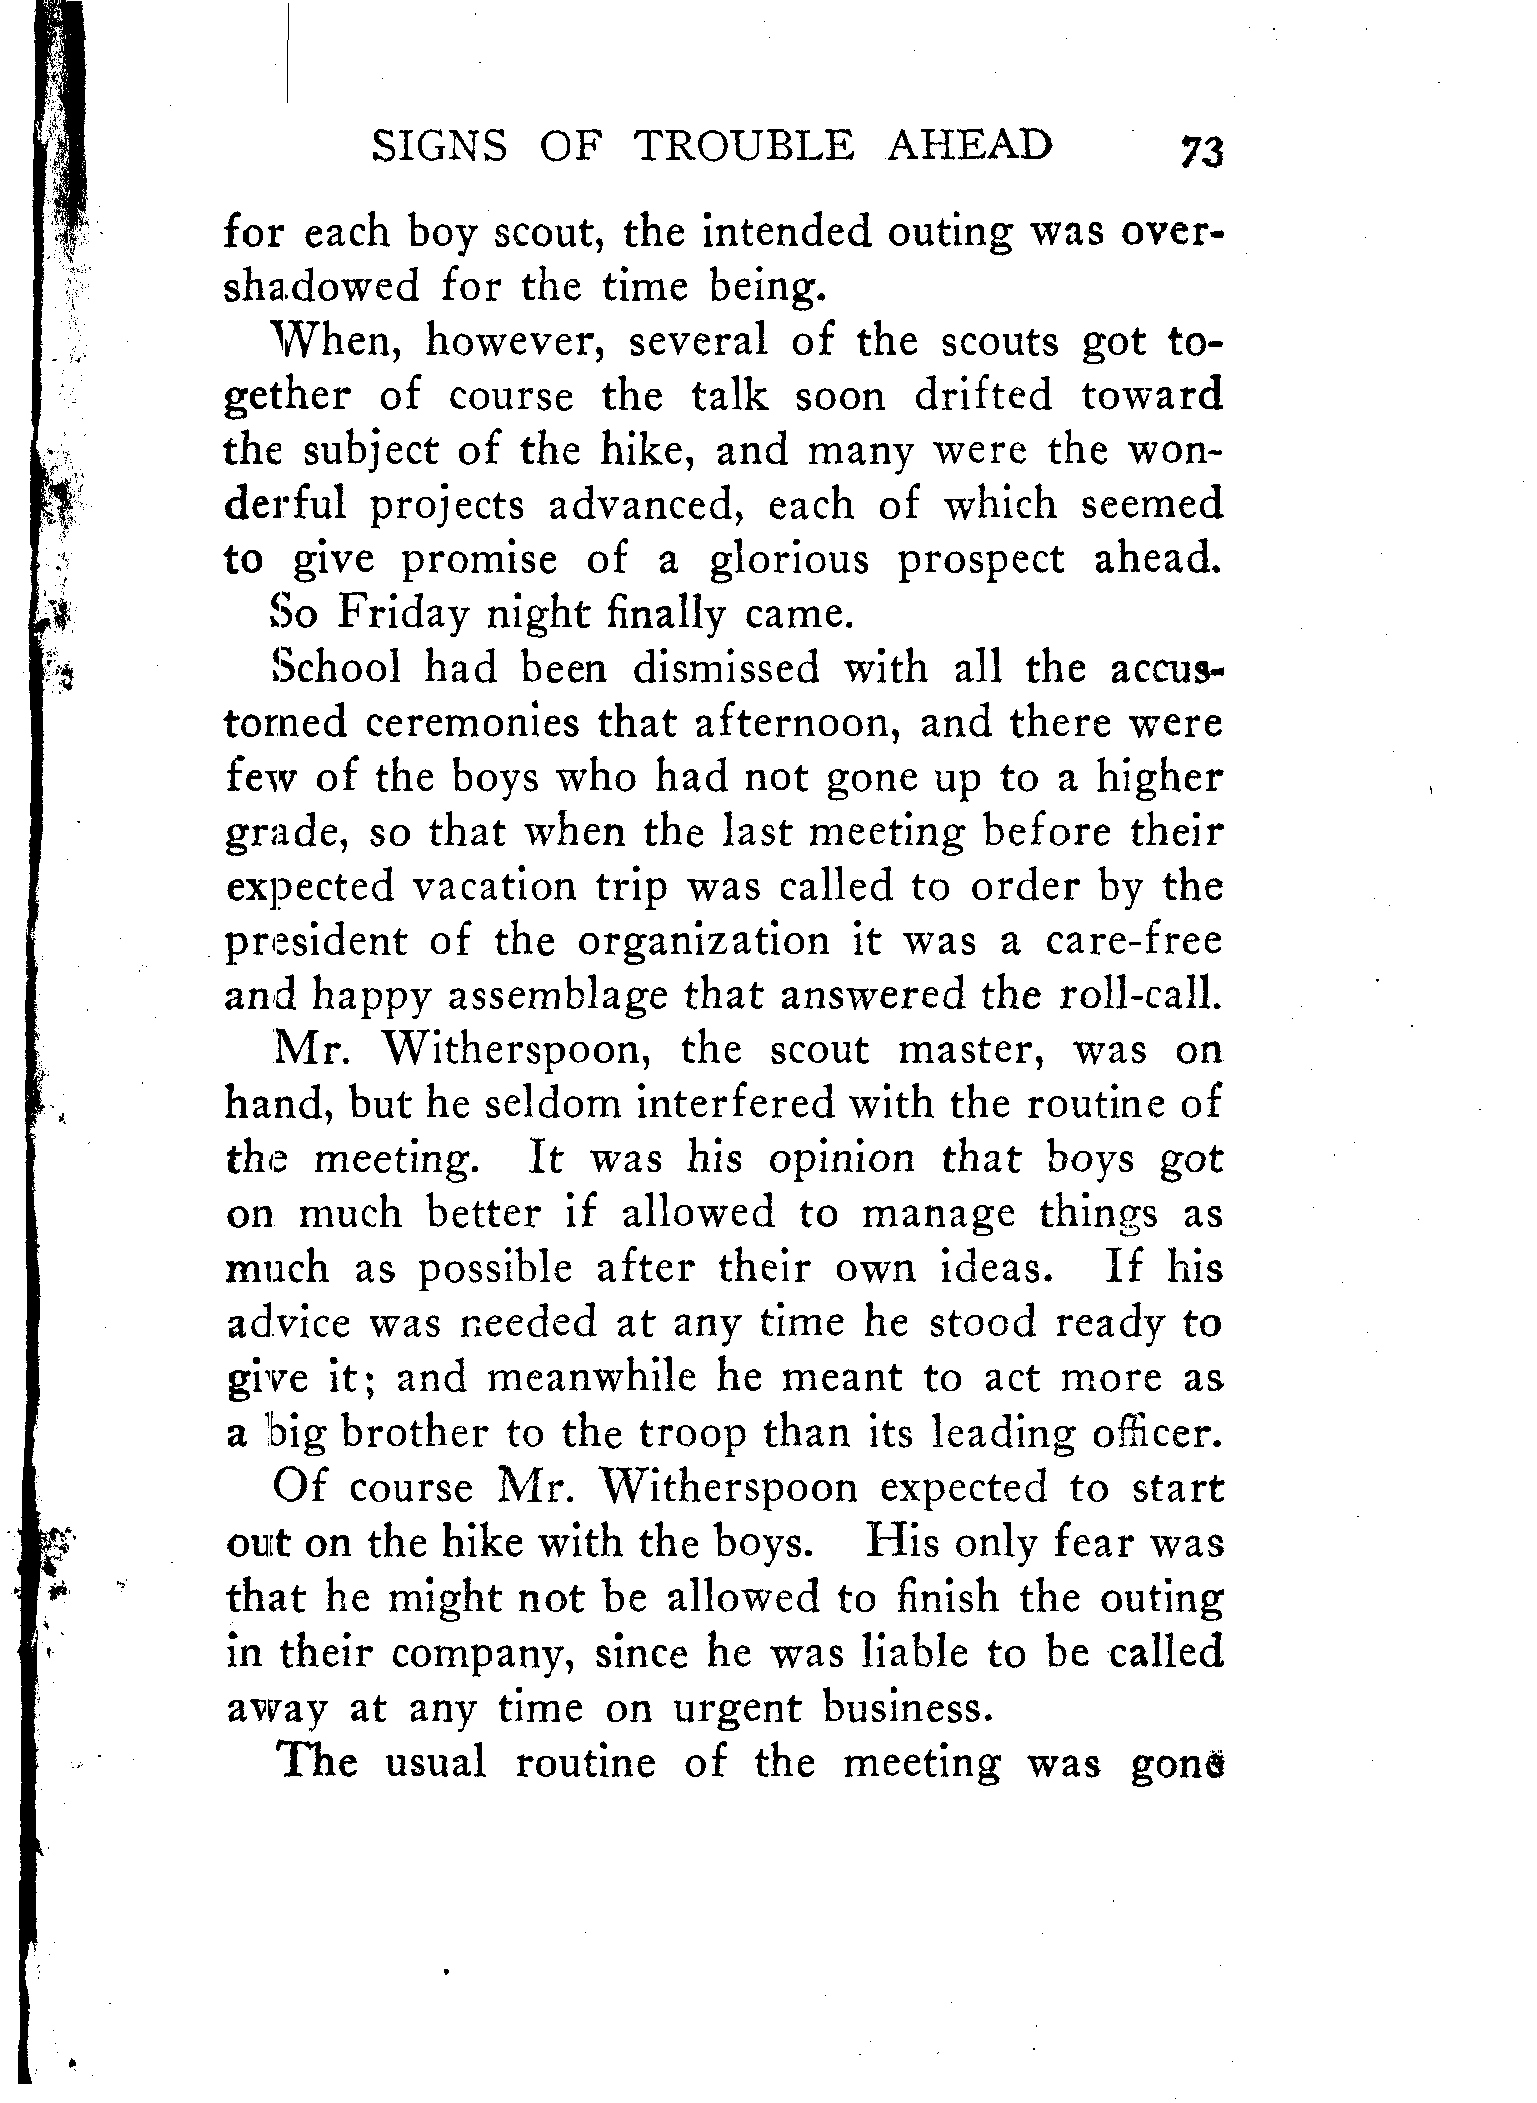 SIGNS OF TROUBLE AHEAD 73
for each boy scout, the intended outing was over-
shadowed for the time being.
When, however, several of the scouts got to-
gether of course the talk soon drifted toward
the subject of the hike, and many were the won-
derful projects advanced, each of which seemed
to give promise of a glorious prospect ahead.
So Friday night finally came.
School had been dismissed with all the accus-
tomed ceremonies that afternoon, and there were
few of the boys who had not gone up to a higher
grade, so that when the last meeting before their
expected vacation trip was called to order by the
president of the organization it was a care-free
and happy assemblage that answered the roll-call.
Mr. Witherspoon, the scout master, was on
hand, but he seldom interfered with the routine of
the meeting. It was his opinion that boys got
on much better if allowed to manage things as
much as possible after their own ideas. If his
advice was needed at any time he stood ready to
give it; and meanwhile he meant to act more as
a big brother to the troop than its leading officer.
Of course Mr. Witherspoon expected to start
out on the hike with the boys. His only fear was
that he might not be allowed to finish the outing
in their company, since he was liable to be called
away at any time on urgent business.
The usual routine of the meeting was gone